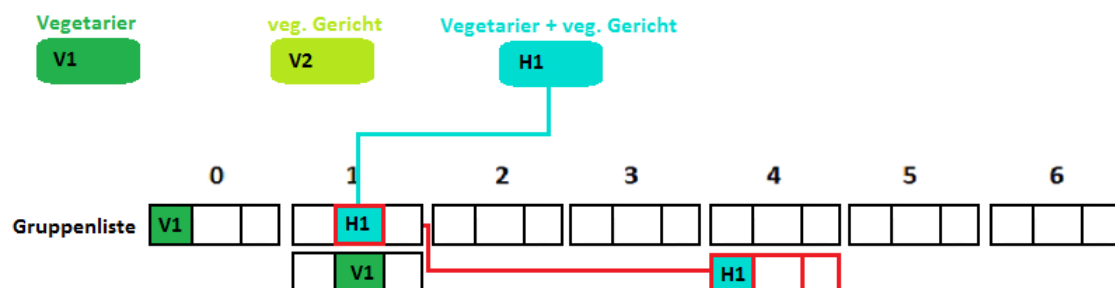 Vegetarier veg. Gericht Vegetarier + veg. Gericht
V1 V2 H1
0 1 2 3 4 5 6
Gruppenliste V1 H1
V1 H1